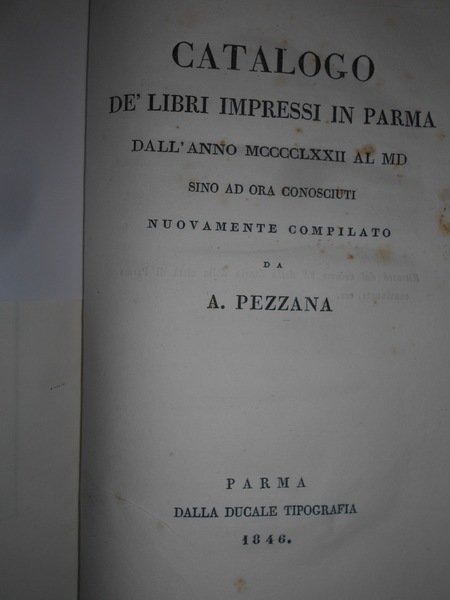 CATALOGO
DE' LIBRI IMPRESSI IN PARMA
DALL'ANNO MCCCCLXXII AL MD
SINO AD ORA CONOSCIUTI
NUOVAMENTE COMPILATO
DA
A. PEZZANA
PARMA
DALLA DUCALE TIPOGRAFIA
1846.